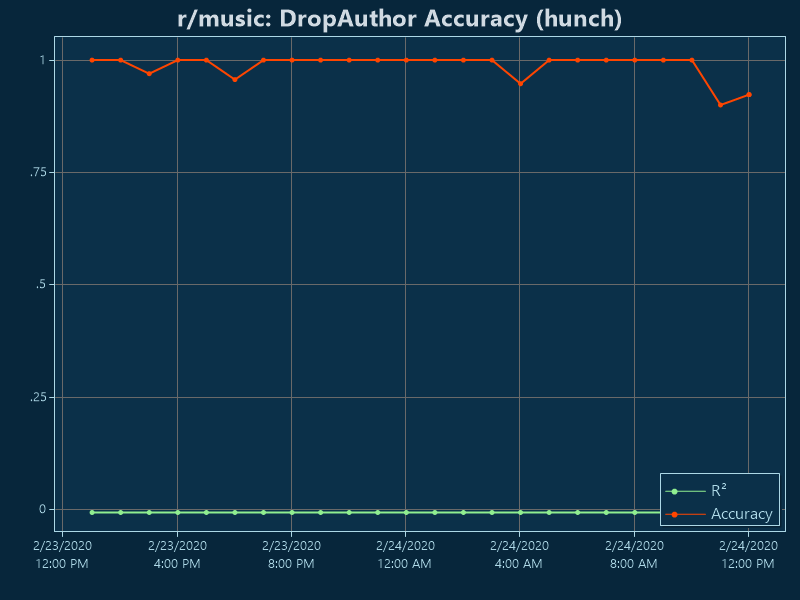 r/music: DropAuthor Accuracy (hunch)
1
.75
.5
.25
0
R²
Accuracy
2/23/2020 2/23/2020 2/23/2020 2/24/2020 2/24/2020 2/24/2020 2/24/2020
12:00 PM 4:00 PM 8:00 PM 12:00 AM 4:00 AM 8:00 AM 12:00 PM